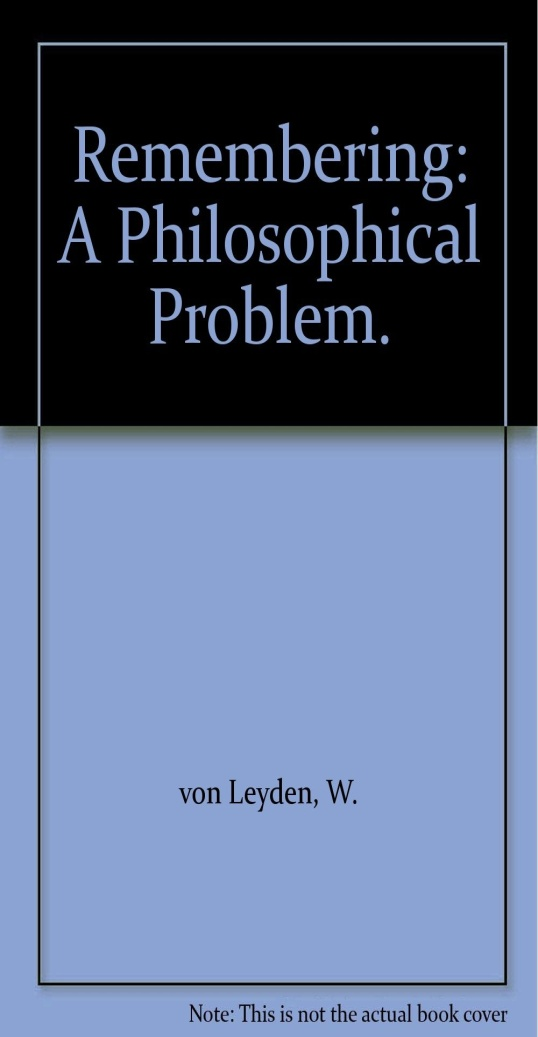 Remembering:
A Philosophical
Problem.
von Leyden, W.
Note: This is not the actual book cover